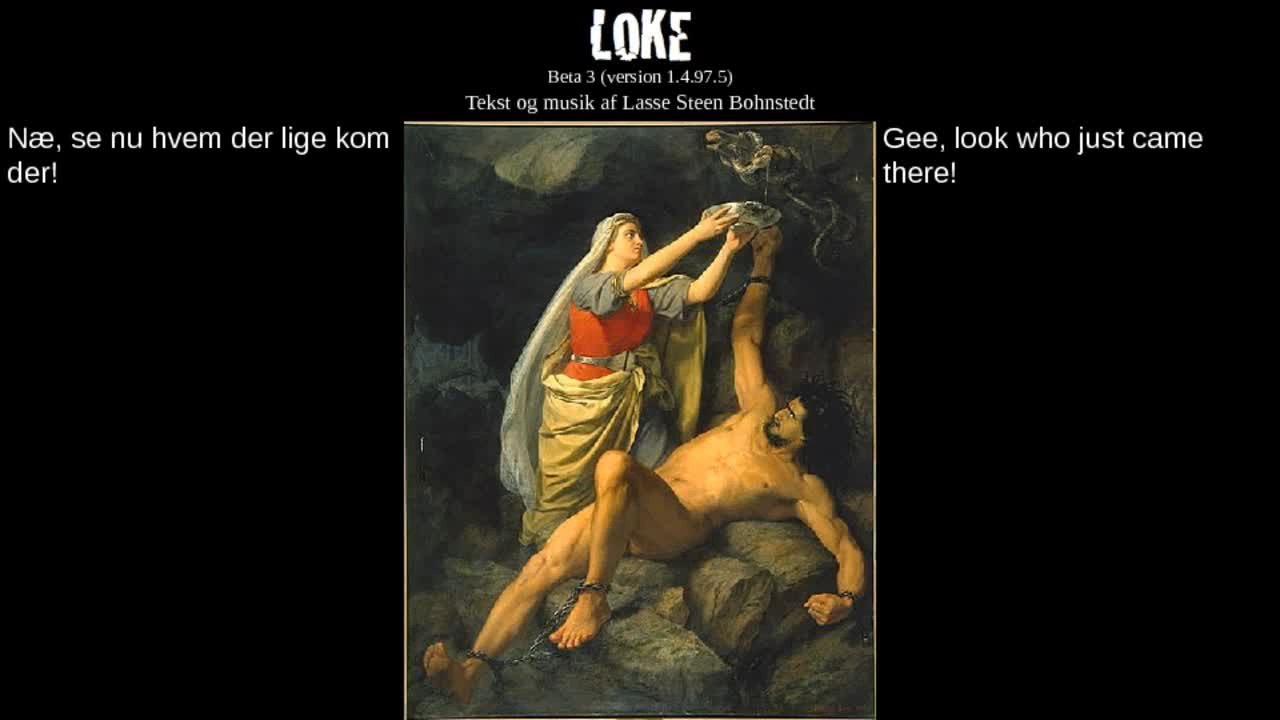 LOKE
Beta 3 (version 1.4.97.5)
Tekst og musik af Lasse Steen Bohnstedt
Næ, se nu hvem der lige kom
der!
Gee, look who just came
there!